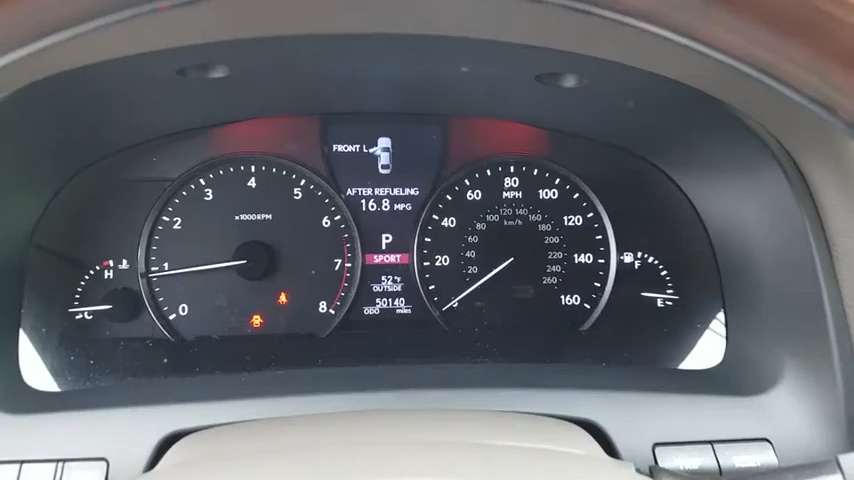 FRONT L
AFTER REFUELING
16.8 MPG
P
SPORT
52°F
OUTSIDE
50140
ODO miles
0 1 2 3 4 5 6 7 8
x1000RPM
H
C
20 40 60 80 100 120 140 160
MPH
km/h
20 40 60 80 100 120 140 160 180 200 220 240 260
F
E